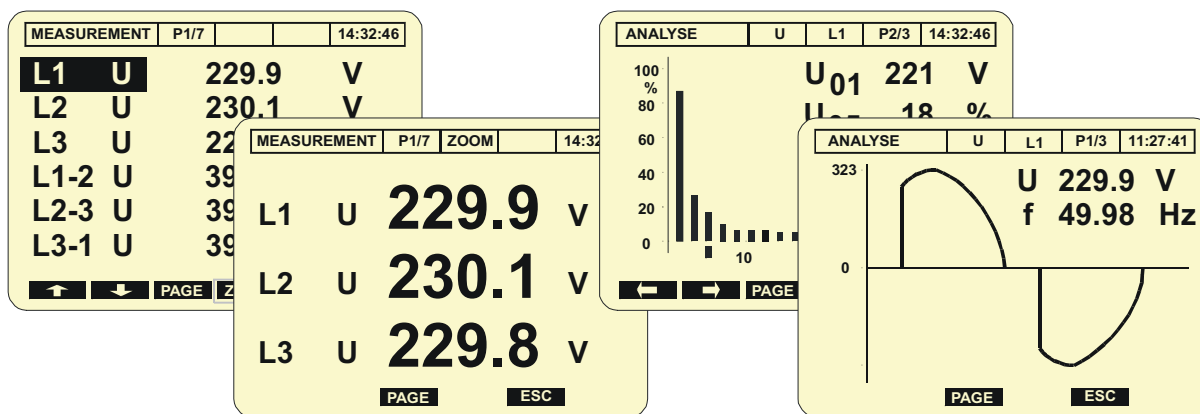 MEASUREMENT P1/7 14:32:46
L1 U 229.9 V
L2 U 230.1 V
L3 U
L1-2 U
L2-3 U
L3-1 U
PAGE
MEASUREMENT P1/7 ZOOM
L1 U 229.9 V
L2 U 230.1 V
L3 U 229.8 V
PAGE ESC
ANALYSE U L1 P2/3 14:32:46
100
%
80
60
40
20
0
10
U01 221 V
18 %
PAGE
ANALYSE U L1 P1/3 11:27:41
323
0
U 229.9 V
f 49.98 Hz
PAGE ESC